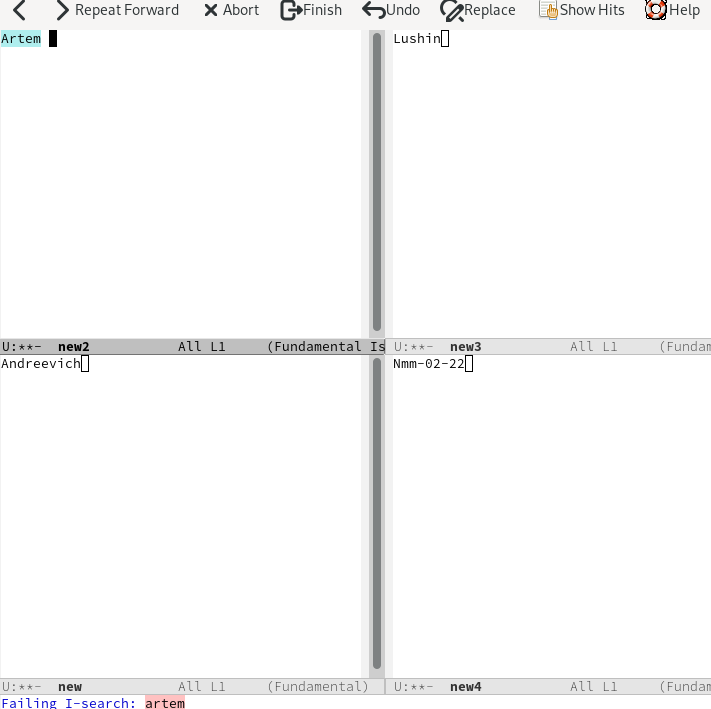 Repeat Forward Abort Finish Undo Replace Show Hits Help
Artem
Lushin
U:**-  new2           All L1     (Fundamental Is
U:**-  new3           All L1     (Fundam
Andreevich
Nmm-02-22
U:**-  new            All L1     (Fundamental)
U:**-  new4           All L1     (Fundam
Failing I-search: artem